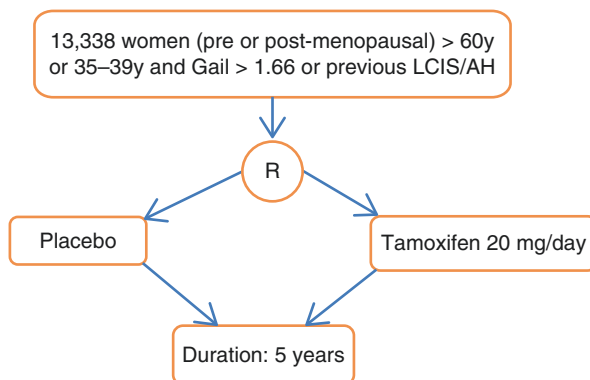 13,338 women (pre or post-menopausal) > 60y
or 35–39y and Gail > 1.66 or previous LCIS/AH
R
Placebo
Tamoxifen 20 mg/day
Duration: 5 years